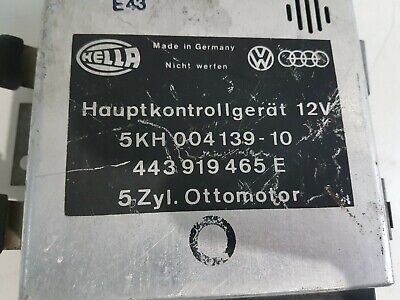 E43
HELLA
Made in Germany
Nicht werfen
Hauptkontrollgerät 12V
5KH 004 139-10
443 919 465 E
5 Zyl. Ottomotor